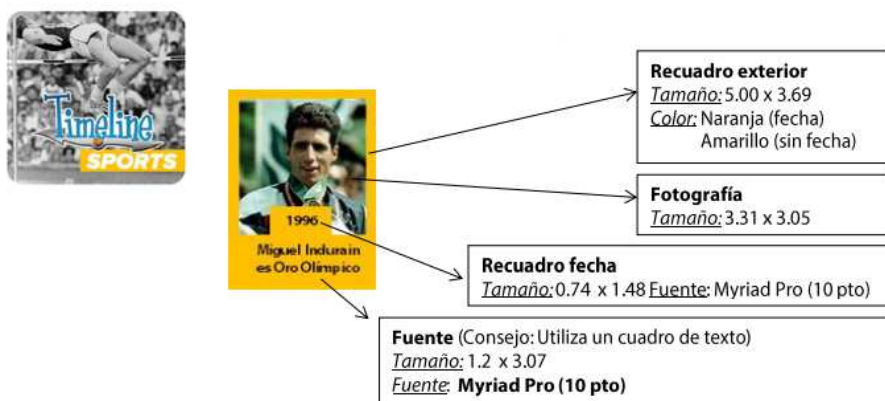 Timeline
SPORTS
1996
Miguel Indurain
es Oro Olímpico
Recuadro exterior
Tamaño: 5.00 x 3.69
Color: Naranja (fecha)
Amarillo (sin fecha)
Fotografía
Tamaño: 3.31 x 3.05
Recuadro fecha
Tamaño: 0.74 x 1.48 Fuente: Myriad Pro (10 pto)
Fuente (Consejo: Utiliza un cuadro de texto)
Tamaño: 1.2 x 3.07
Fuente: Myriad Pro (10 pto)